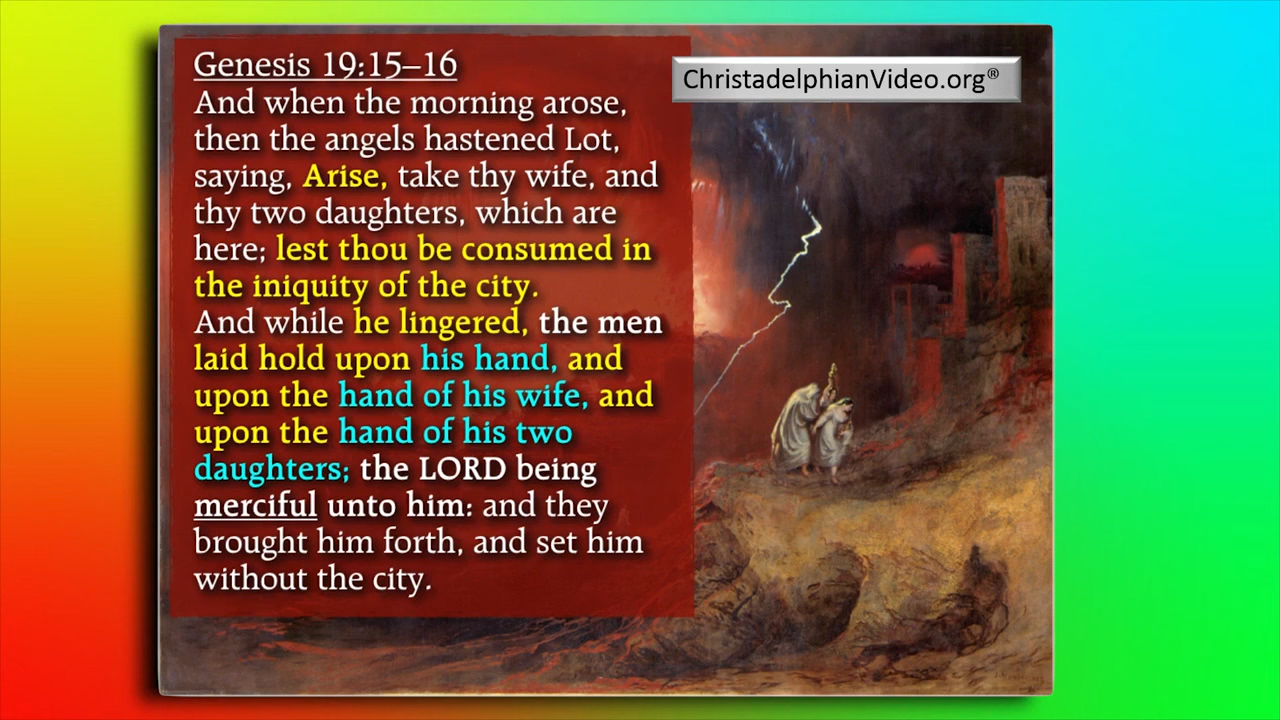 Genesis 19:15–16
And when the morning arose,
then the angels hastened Lot,
saying, Arise, take thy wife, and
thy two daughters, which are
here; lest thou be consumed in
the iniquity of the city.
And while he lingered, the men
laid hold upon his hand, and
upon the hand of his wife, and
upon the hand of his two
daughters; the LORD being
merciful unto him: and they
brought him forth, and set him
without the city.
ChristadelphianVideo.org®